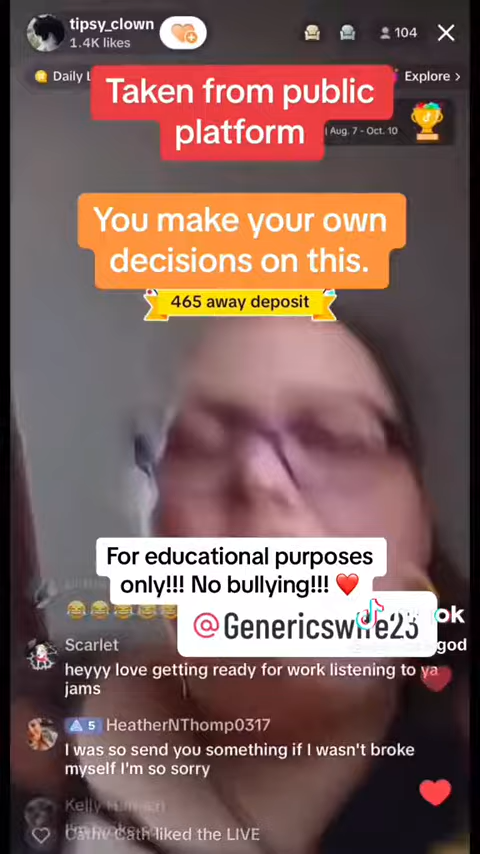 tipsy_clown
1.4K likes
104
Daily
Explore >
Taken from public
platform
Aug. 7 - Oct. 10
You make your own
decisions on this.
465 away deposit
For educational purposes
only!!! No bullying!!! ❤️
@Genericswife23
😂😂😂😂😂
Scarlet
heyyy love getting ready for work listening to ya
jams
5 HeatherNThomp0317
I was so send you something if I wasn't broke
myself I'm so sorry
Kelly
Cathy Cath liked the LIVE